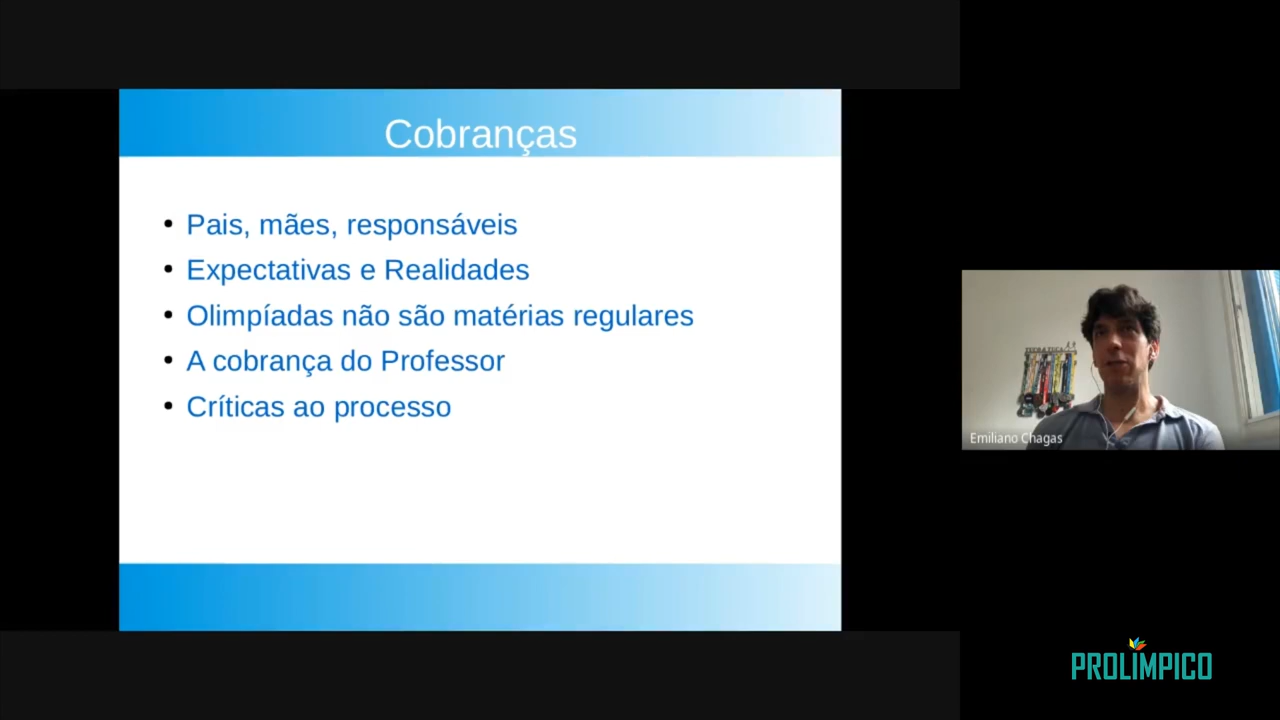 Cobranças
Pais, mães, responsáveis
Expectativas e Realidades
Olimpíadas não são matérias regulares
A cobrança do Professor
Críticas ao processo
Emiliano Chagas
PROLIMPICO